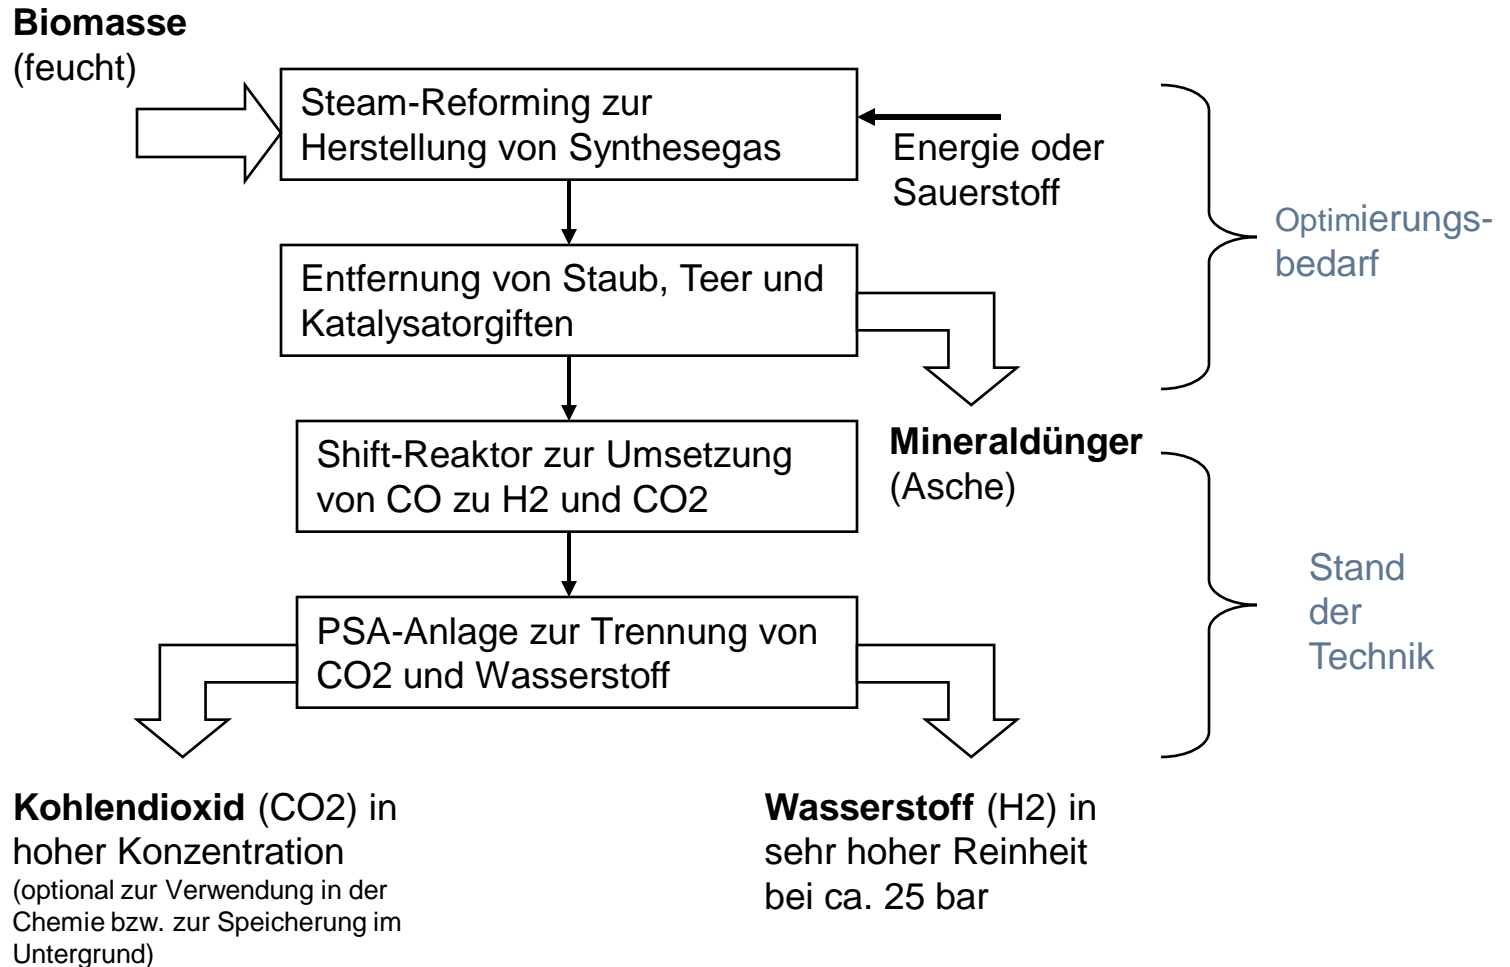 Biomasse
(feucht)
Steam-Reforming zur
Herstellung von Synthesegas
Energie oder
Sauerstoff
Optimierungs-
bedarf
Entfernung von Staub, Teer und
Katalysatorgiften
Mineraldünger
(Asche)
Shift-Reaktor zur Umsetzung
von CO zu H2 und CO2
Stand
der
Technik
PSA-Anlage zur Trennung von
CO2 und Wasserstoff
Kohlendioxid (CO2) in
hoher Konzentration
(optional zur Verwendung in der
Chemie bzw. zur Speicherung im
Untergrund)
Wasserstoff (H2) in
sehr hoher Reinheit
bei ca. 25 bar